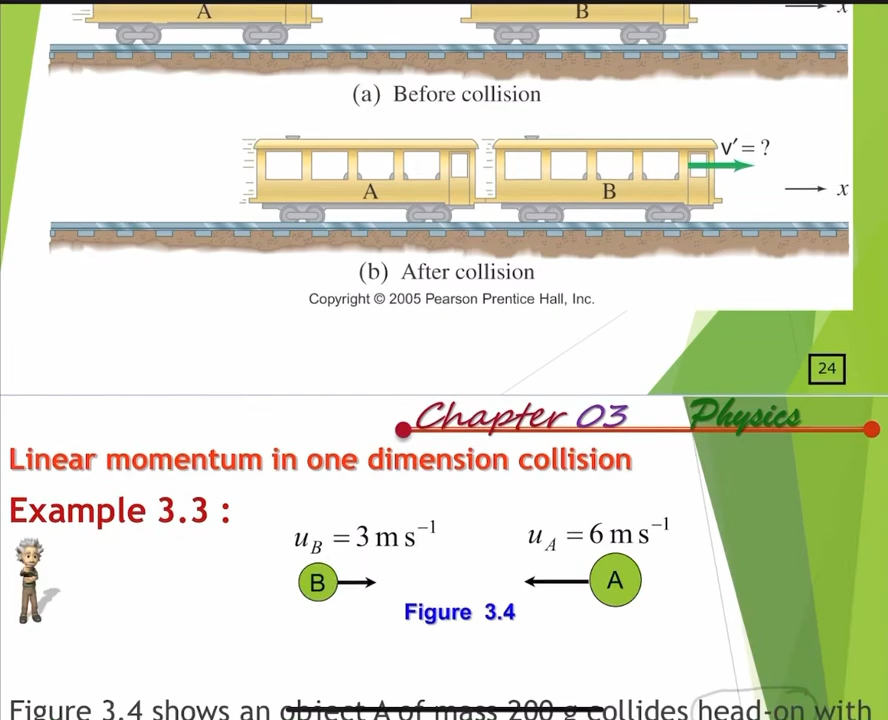 A B x
(a) Before collision
v′ = ?
A B x
(b) After collision
Copyright © 2005 Pearson Prentice Hall, Inc.
24
Chapter 03 Physics
Linear momentum in one dimension collision
Example 3.3 :
u_B = 3 m s⁻¹ u_A = 6 m s⁻¹
B A
Figure 3.4
Figure 3.4 shows an object A of mass 200 g collides head-on with